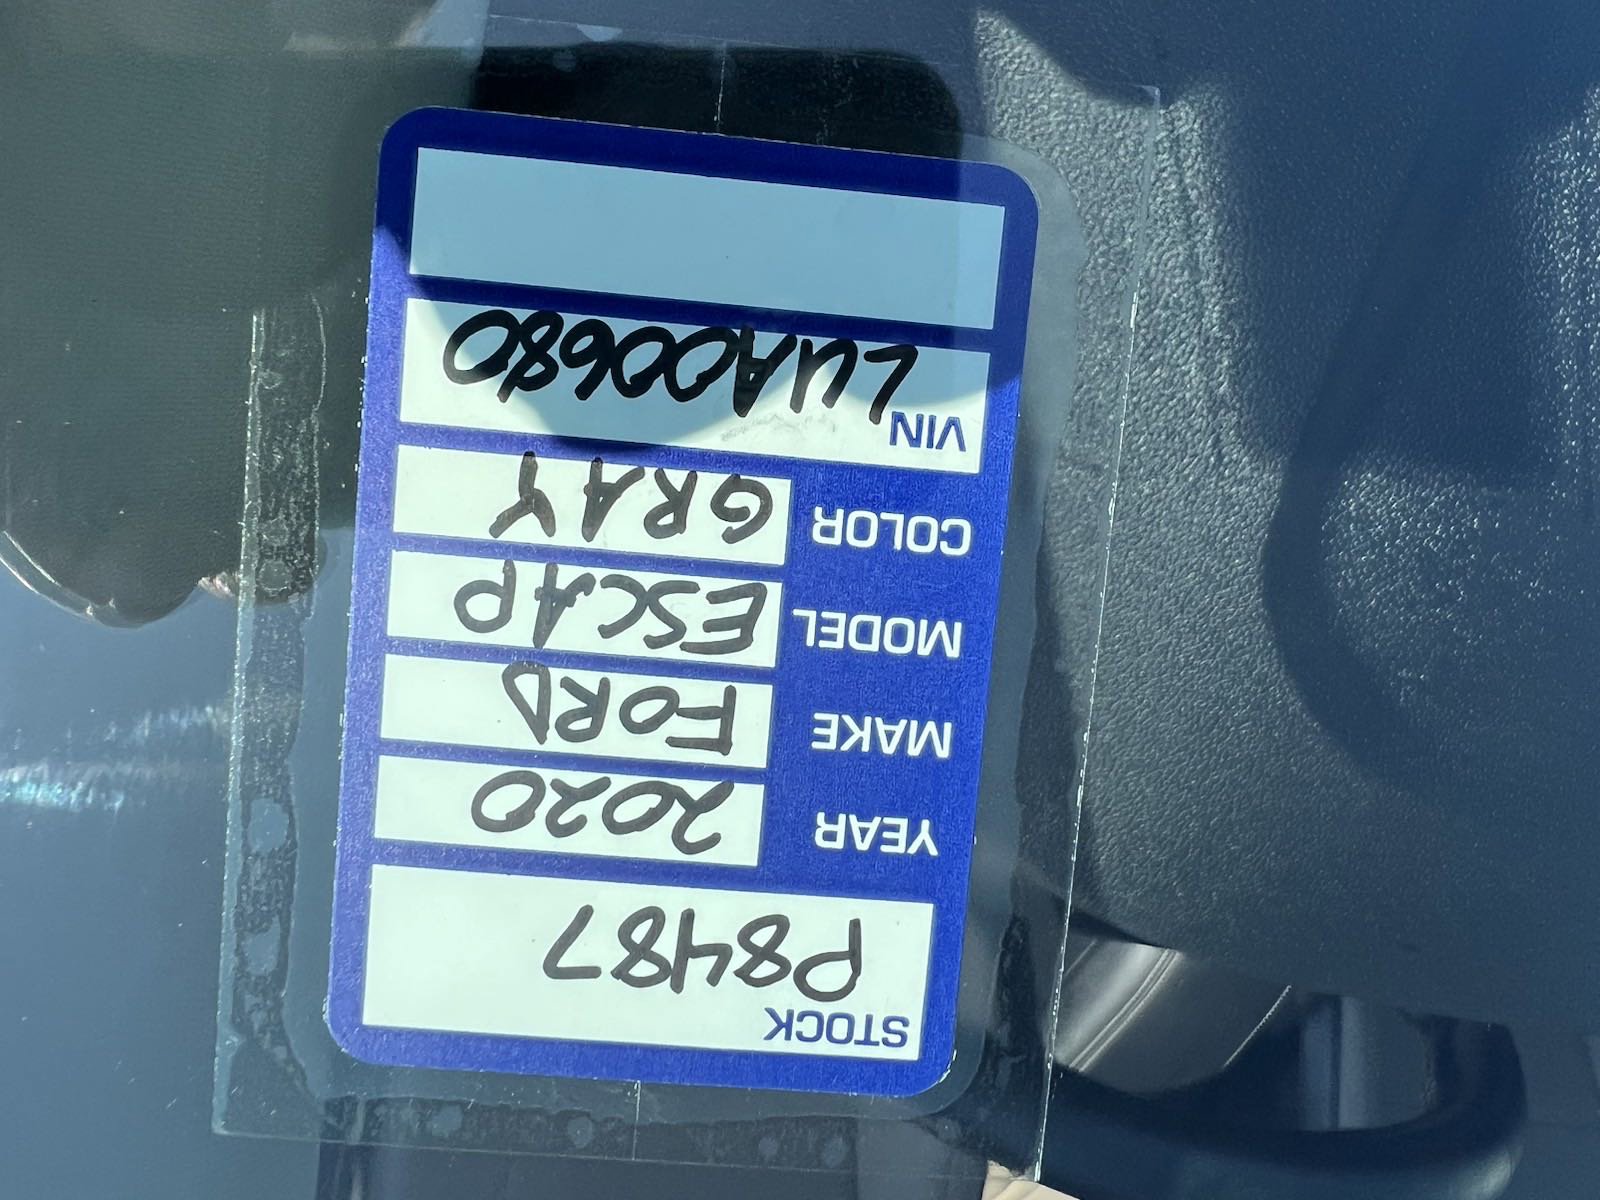 STOCK
P8487
YEAR 2020
MAKE FORD
MODEL ESCAP
COLOR GRAY
VIN
LUA00680